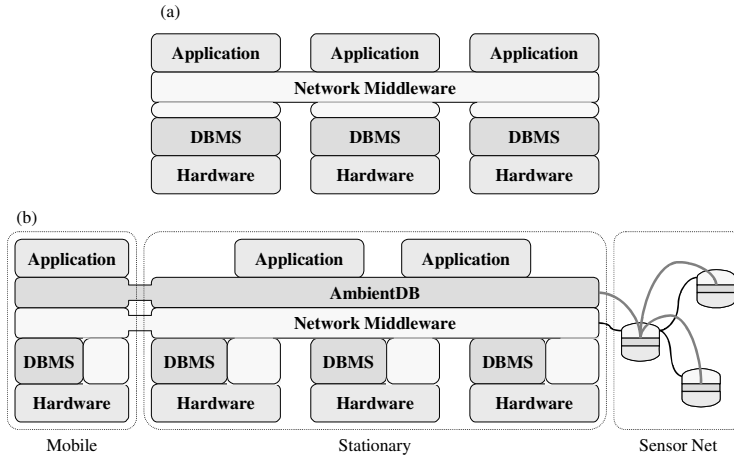 (a)
Application Application Application
Network Middleware
DBMS DBMS DBMS
Hardware Hardware Hardware
(b)
Application Application Application
AmbientDB
Network Middleware
DBMS DBMS DBMS DBMS
Hardware Hardware Hardware Hardware
Mobile Stationary Sensor Net